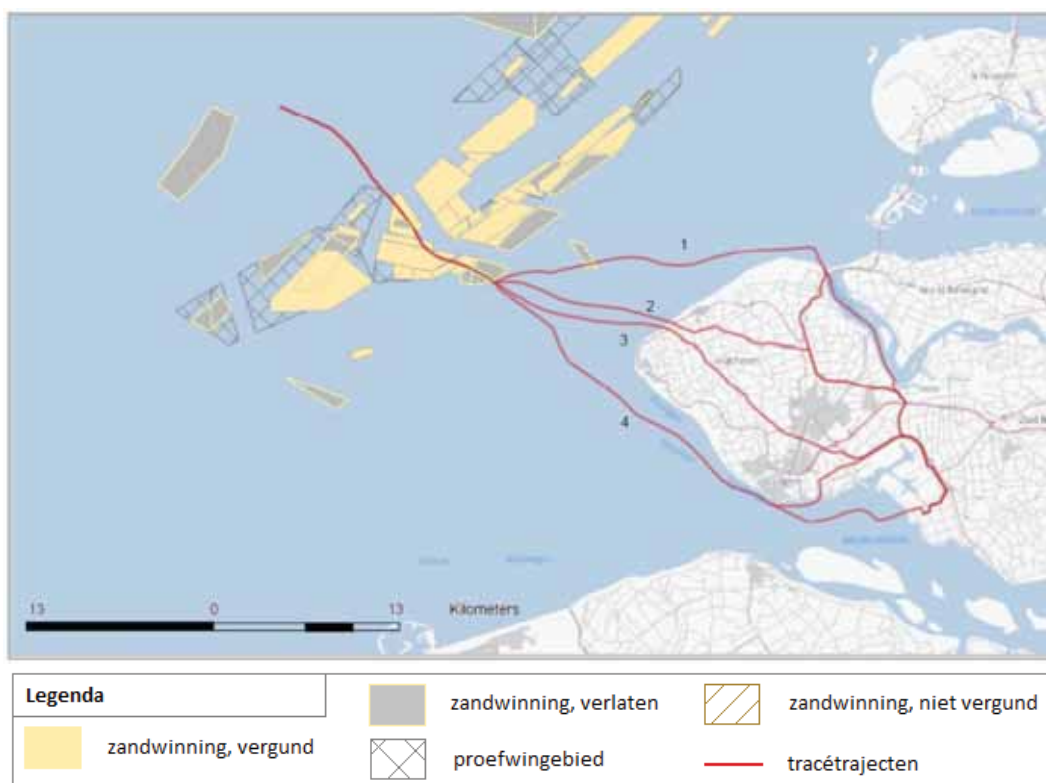 1
2
3
4
13
0
13
Kilometers
Legenda
zandwinning, vergund
zandwinning, verlaten
proefwingebied
zandwinning, niet vergund
tracétrajecten